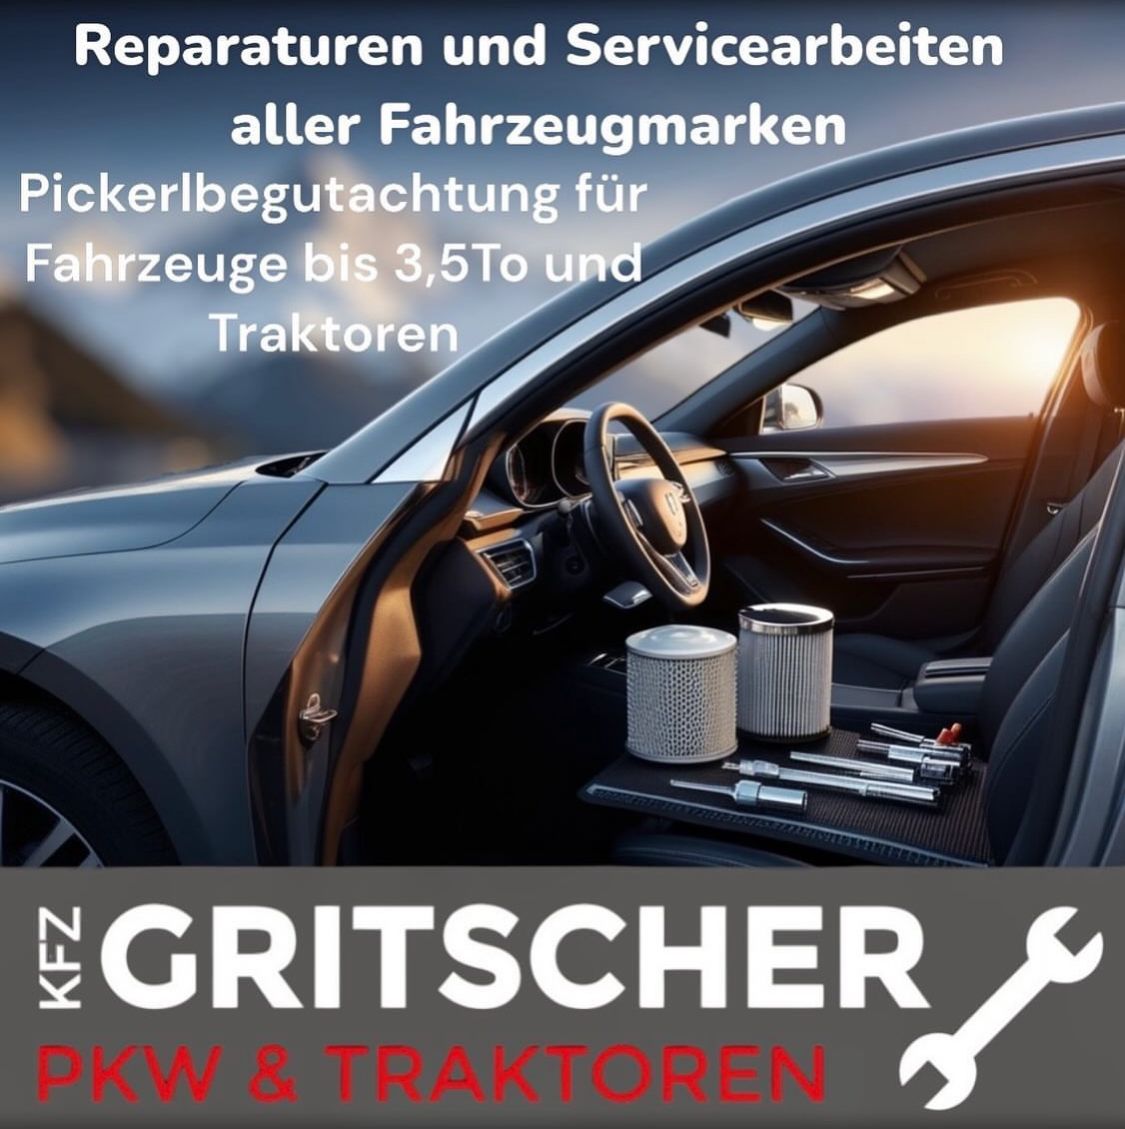 Reparaturen und Servicearbeiten
aller Fahrzeugmarken
Pickerlbegutachtung für
Fahrzeuge bis 3,5To und
Traktoren
KFZ GRITSCHER
PKW & TRAKTOREN